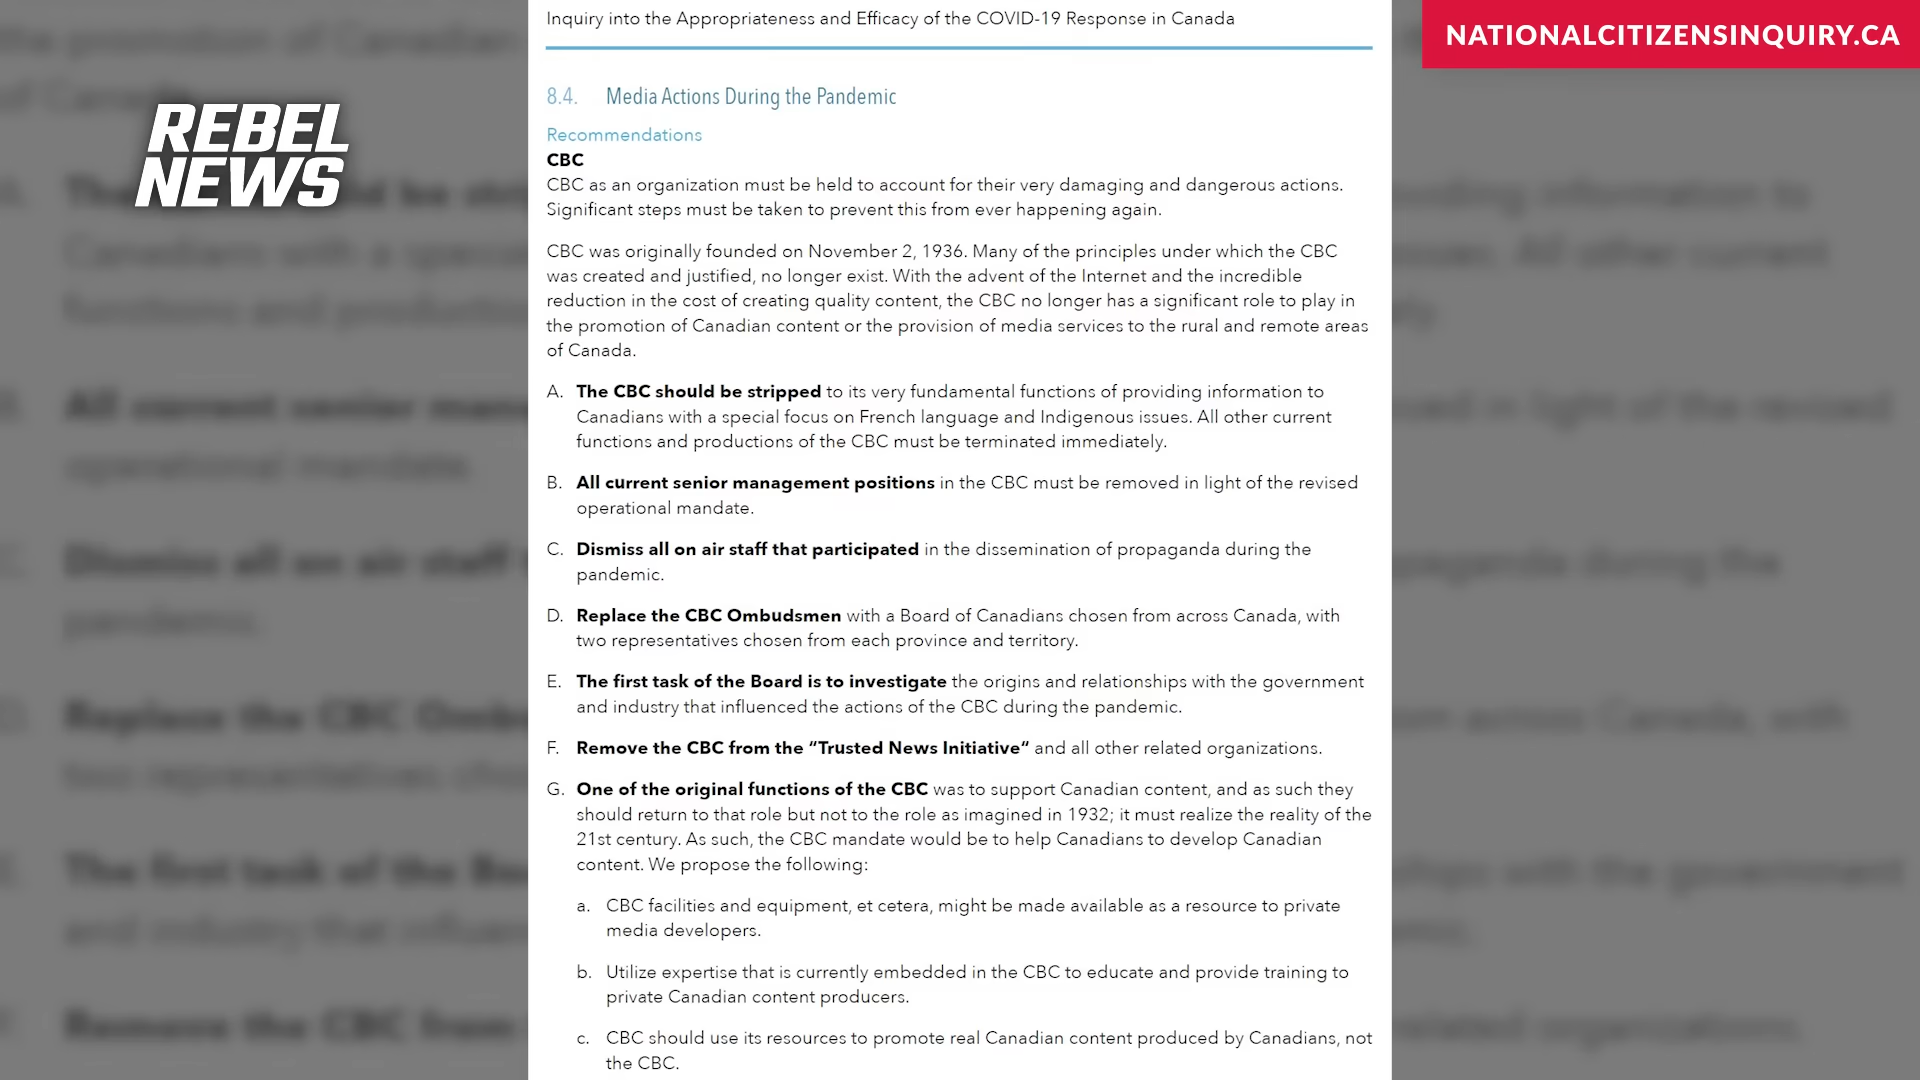 Inquiry into the Appropriateness and Efficacy of the COVID-19 Response in Canada
NATIONALCITIZENSINQUIRY.CA
REBEL
NEWS
8.4. Media Actions During the Pandemic
Recommendations
CBC
CBC as an organization must be held to account for their very damaging and dangerous actions.
Significant steps must be taken to prevent this from ever happening again.
CBC was originally founded on November 2, 1936. Many of the principles under which the CBC
was created and justified, no longer exist. With the advent of the Internet and the incredible
reduction in the cost of creating quality content, the CBC no longer has a significant role to play in
the promotion of Canadian content or the provision of media services to the rural and remote areas
of Canada.
A. The CBC should be stripped to its very fundamental functions of providing information to
Canadians with a special focus on French language and Indigenous issues. All other current
functions and productions of the CBC must be terminated immediately.
B. All current senior management positions in the CBC must be removed in light of the revised
operational mandate.
C. Dismiss all on air staff that participated in the dissemination of propaganda during the
pandemic.
D. Replace the CBC Ombudsmen with a Board of Canadians chosen from across Canada, with
two representatives chosen from each province and territory.
E. The first task of the Board is to investigate the origins and relationships with the government
and industry that influenced the actions of the CBC during the pandemic.
F. Remove the CBC from the “Trusted News Initiative“ and all other related organizations.
G. One of the original functions of the CBC was to support Canadian content, and as such they
should return to that role but not to the role as imagined in 1932; it must realize the reality of the
21st century. As such, the CBC mandate would be to help Canadians to develop Canadian
content. We propose the following:
a. CBC facilities and equipment, et cetera, might be made available as a resource to private
media developers.
b. Utilize expertise that is currently embedded in the CBC to educate and provide training to
private Canadian content producers.
c. CBC should use its resources to promote real Canadian content produced by Canadians, not
the CBC.